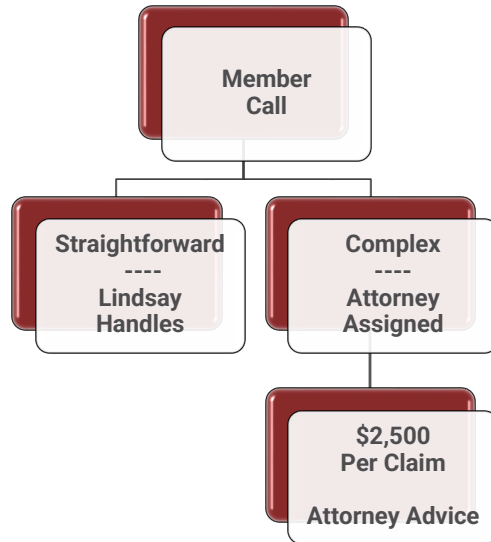 Member
Call
Straightforward
----
Lindsay
Handles
Complex
----
Attorney
Assigned
$2,500
Per Claim
Attorney Advice